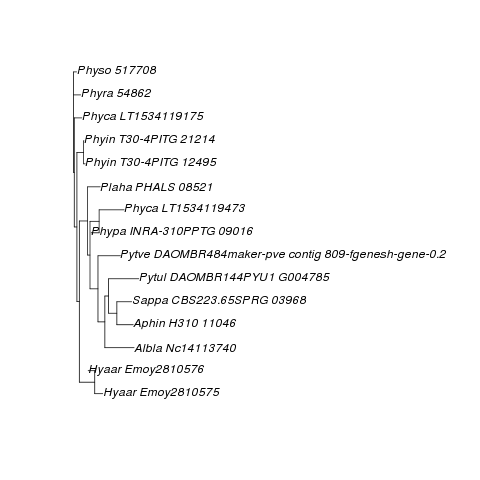 Physo 517708
Phyra 54862
Phyca LT1534119175
Phyin T30-4PITG 21214
Phyin T30-4PITG 12495
Plaha PHALS 08521
Phyca LT1534119473
Phypa INRA-310PPTG 09016
Pytve DAOMBR484maker-pve contig 809-fgenesh-gene-0.2
Pytul DAOMBR144PYU1 G004785
Sappa CBS223.65SPRG 03968
Aphin H310 11046
Albla Nc14113740
Hyaar Emoy2810576
Hyaar Emoy2810575